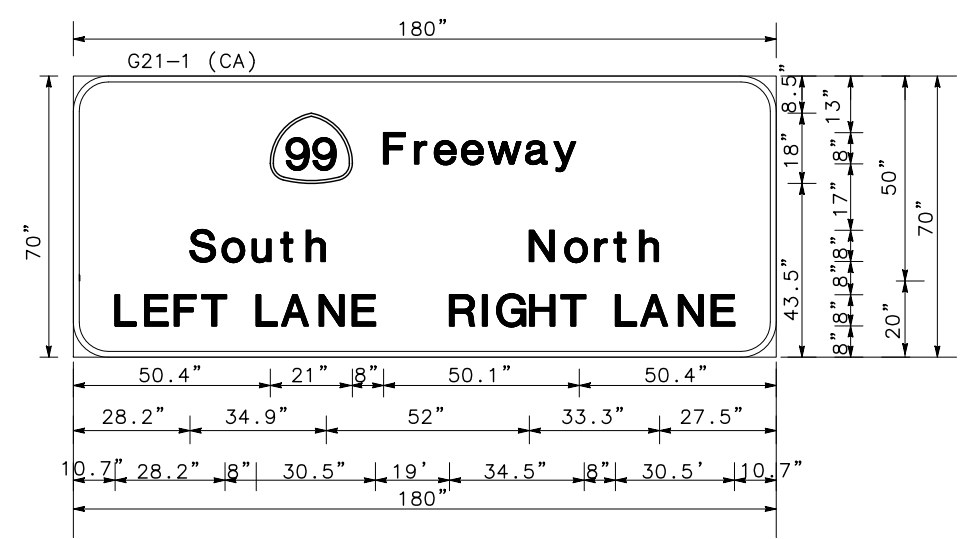 180"
G21-1 (CA)
99 Freeway
South North
LEFT LANE RIGHT LANE
70"
8.5" 18" 43.5"
13" 8" 17" 8" 8" 8" 8"
50" 20"
70"
50.4" 21" 8" 50.1" 50.4"
28.2" 34.9" 52" 33.3" 27.5"
10.7" 28.2" 8" 30.5" 19' 34.5" 8" 30.5' 10.7"
180"